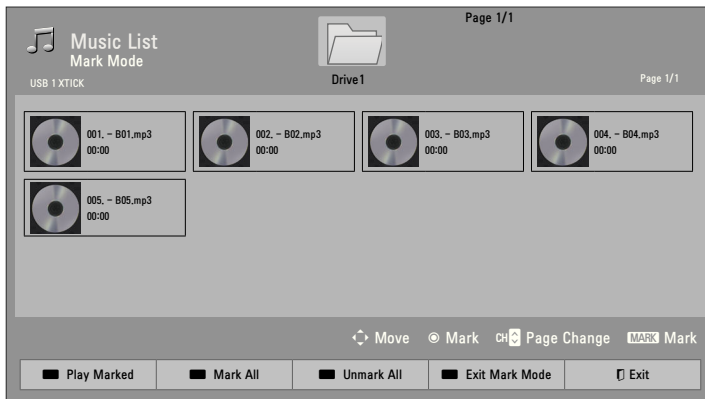 Page 1/1
Music List
Mark Mode
USB 1 XTICK
Drive1
Page 1/1
001. - B01.mp3
00:00
002. - B02.mp3
00:00
003. - B03.mp3
00:00
004. - B04.mp3
00:00
005. - B05.mp3
00:00
Move Mark CH Page Change MARK Mark
Play Marked Mark All Unmark All Exit Mark Mode Exit